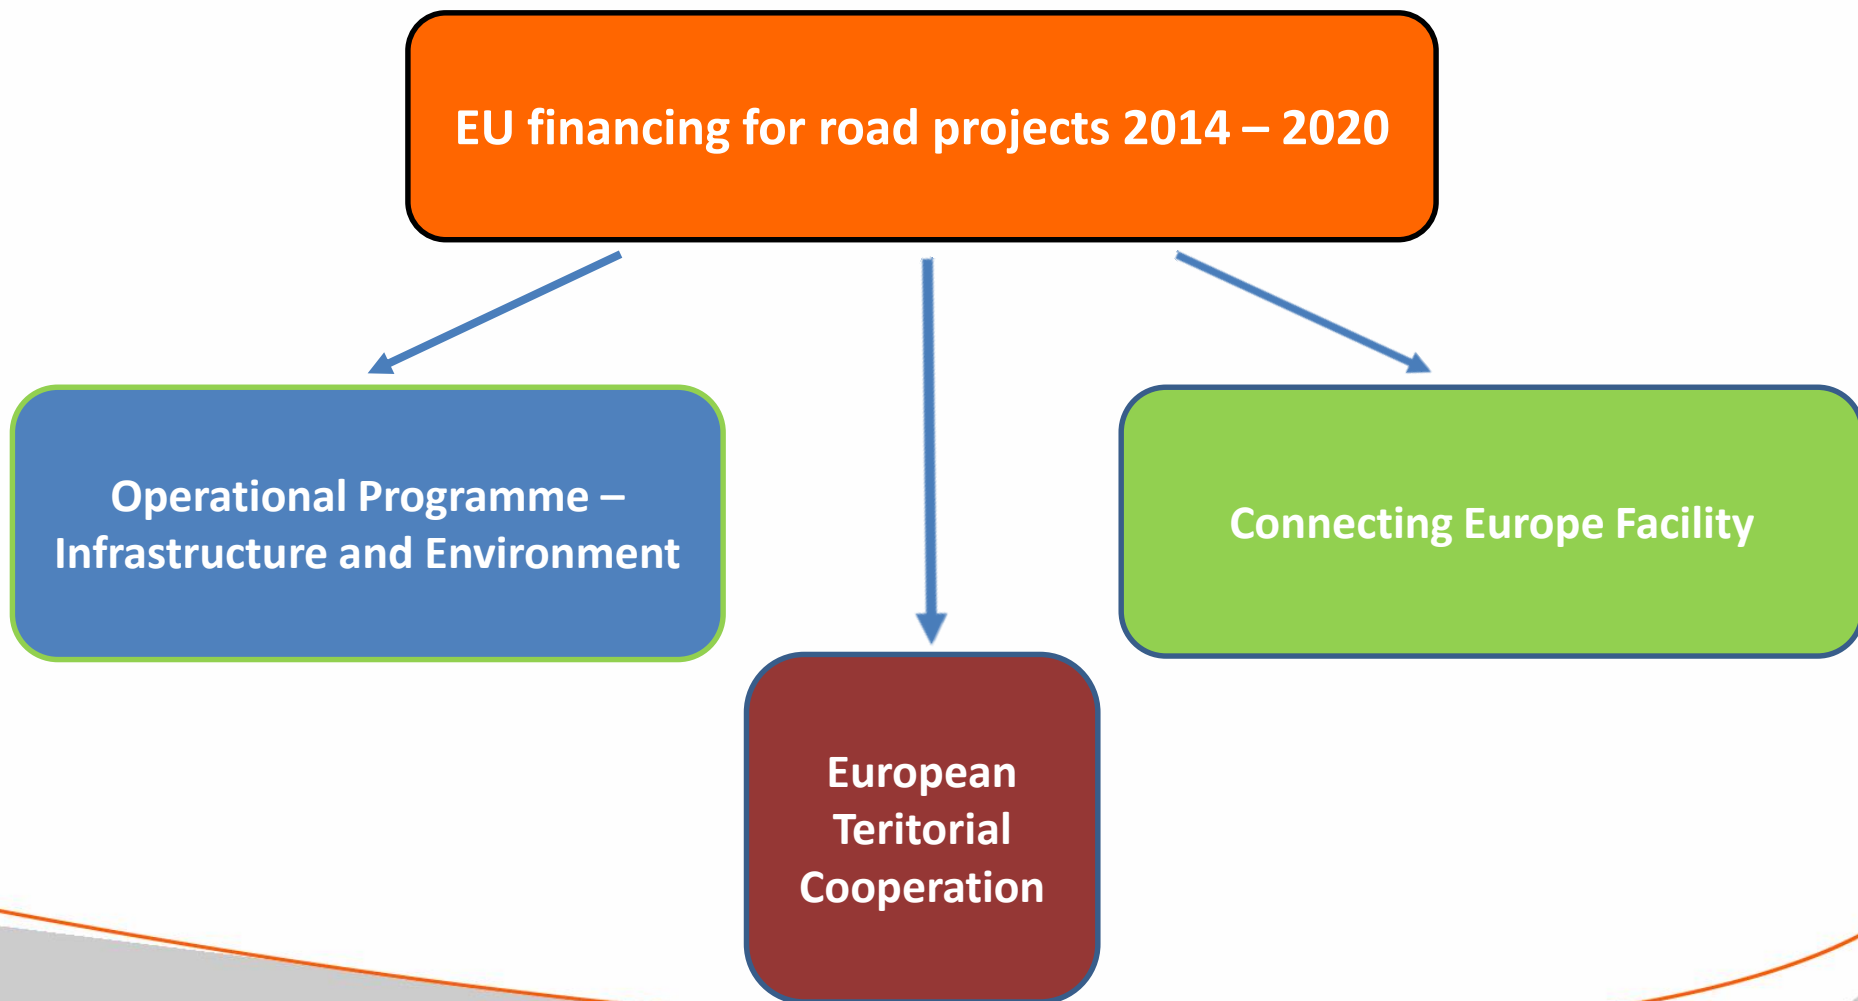 EU financing for road projects 2014 – 2020
Operational Programme –
Infrastructure and Environment
Connecting Europe Facility
European
Teritorial
Cooperation